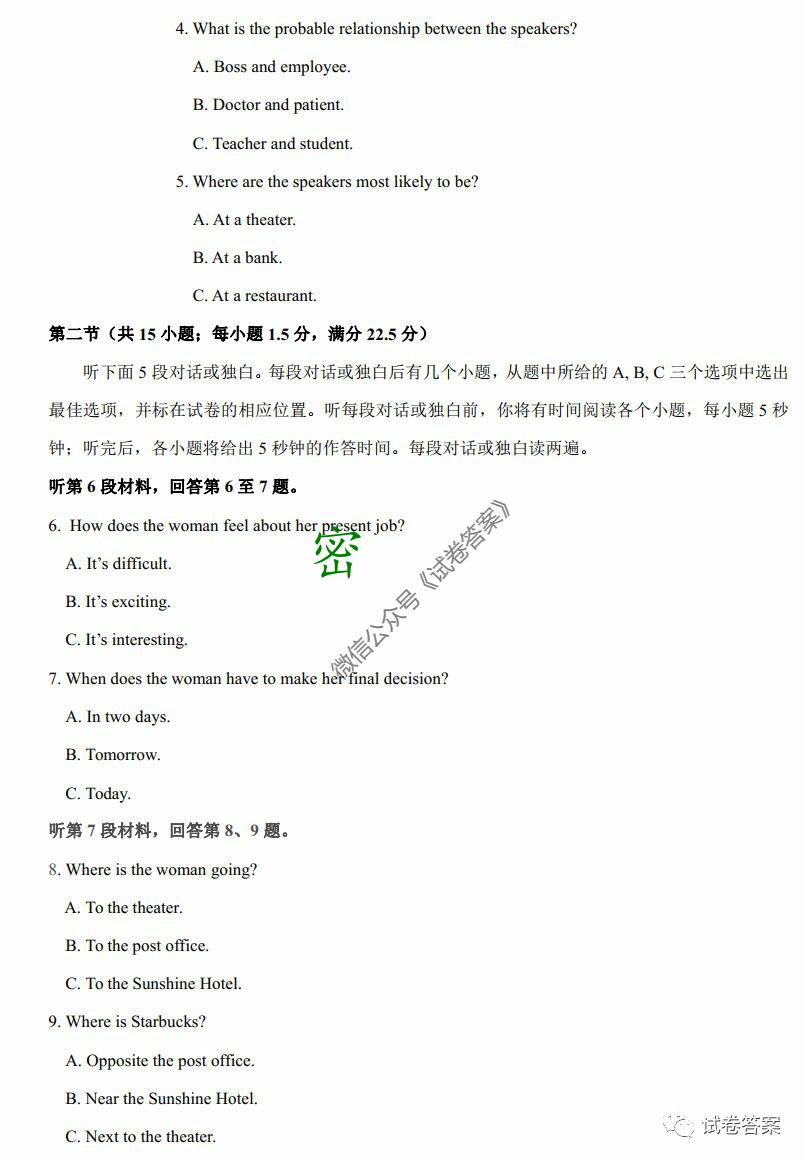 4. What is the probable relationship between the speakers?
A. Boss and employee.
B. Doctor and patient.
C. Teacher and student.
5. Where are the speakers most likely to be?
A. At a theater.
B. At a bank.
C. At a restaurant.
第二节（共 15 小题；每小题 1.5 分，满分 22.5 分）
听下面 5 段对话或独白。每段对话或独白后有几个小题，从题中所给的 A, B, C 三个选项中选出
最佳选项，并标在试卷的相应位置。听每段对话或独白前，你将有时间阅读各个小题，每小题 5 秒
钟；听完后，各小题将给出 5 秒钟的作答时间。每段对话或独白读两遍。
听第 6 段材料，回答第 6 至 7 题。
6. How does the woman feel about her present job?
密
A. It's difficult.
B. It's exciting.
C. It's interesting.
微信公众号《试卷答案》
7. When does the woman have to make her final decision?
A. In two days.
B. Tomorrow.
C. Today.
听第 7 段材料，回答第 8、9 题。
8. Where is the woman going?
A. To the theater.
B. To the post office.
C. To the Sunshine Hotel.
9. Where is Starbucks?
A. Opposite the post office.
B. Near the Sunshine Hotel.
C. Next to the theater.
试卷答案